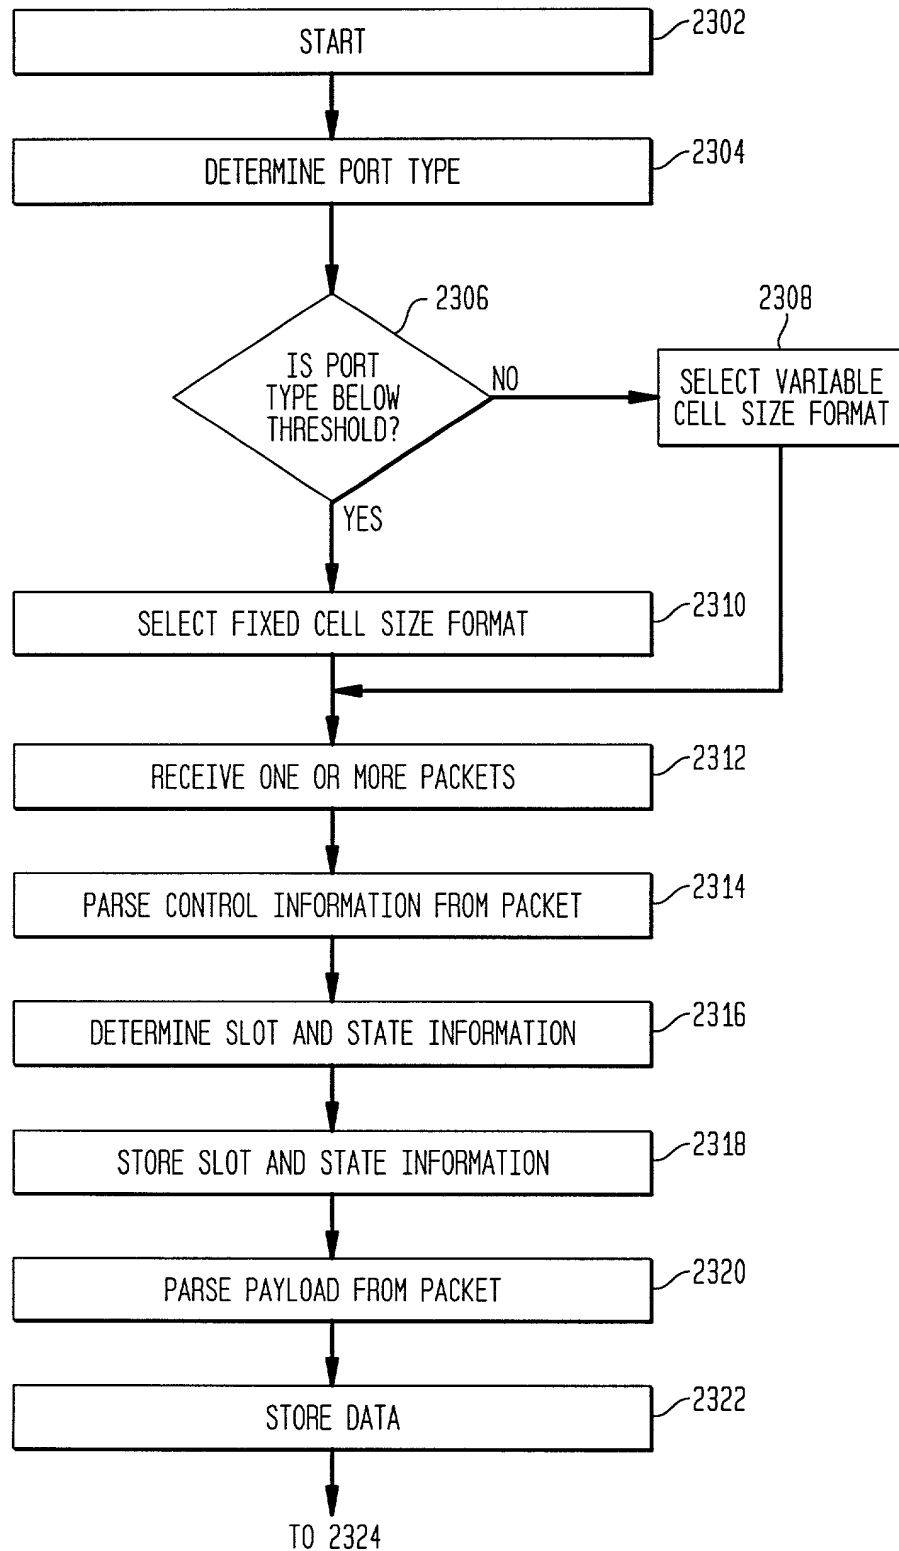 START
2302
DETERMINE PORT TYPE
2304
2306
IS PORT
TYPE BELOW
THRESHOLD?
NO
YES
2308
SELECT VARIABLE
CELL SIZE FORMAT
SELECT FIXED CELL SIZE FORMAT
2310
RECEIVE ONE OR MORE PACKETS
2312
PARSE CONTROL INFORMATION FROM PACKET
2314
DETERMINE SLOT AND STATE INFORMATION
2316
STORE SLOT AND STATE INFORMATION
2318
PARSE PAYLOAD FROM PACKET
2320
STORE DATA
2322
TO 2324